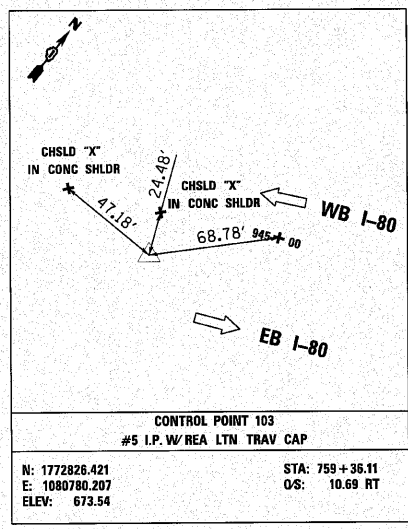 N
CHSLD "X"
IN CONC SHLDR
24.48'
CHSLD "X"
IN CONC SHLDR
47.18'
WB I-80
68.78'
945 00
EB I-80
CONTROL POINT 103
#5 I.P. W/REA LTN TRAV CAP
N: 1772826.421
E: 1080780.207
ELEV: 673.54
STA: 759+36.11
O/S: 10.69 RT